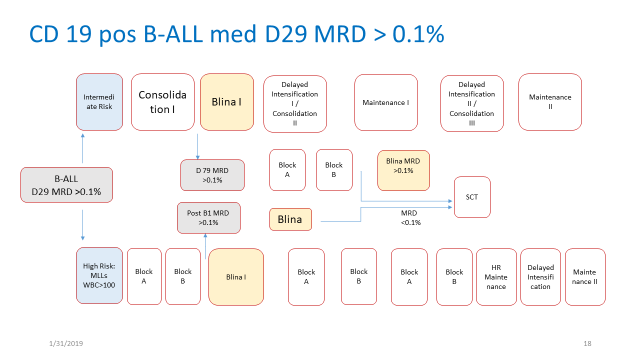 CD 19 pos B-ALL med D29 MRD > 0.1%
Intermedi
ate Risk
Consolida
tion I
Blina I
Delayed
Intensification
I /
Consolidation
II
Maintenance I
Delayed
Intensification
II /
Consolidation
III
Maintenance
II
B-ALL
D29 MRD >0.1%
D 79 MRD
>0.1%
Block
A
Block
B
Blina MRD
>0.1%
SCT
Post B1 MRD
>0.1%
Blina
MRD
<0.1%
High Risk:
MLLs
WBC>100
Block
A
Block
B
Blina I
Block
A
Block
B
Block
A
Block
B
HR
Mainte
nance
Delayed
Intensifi
cation
Mainte
nance II
1/31/2019
18